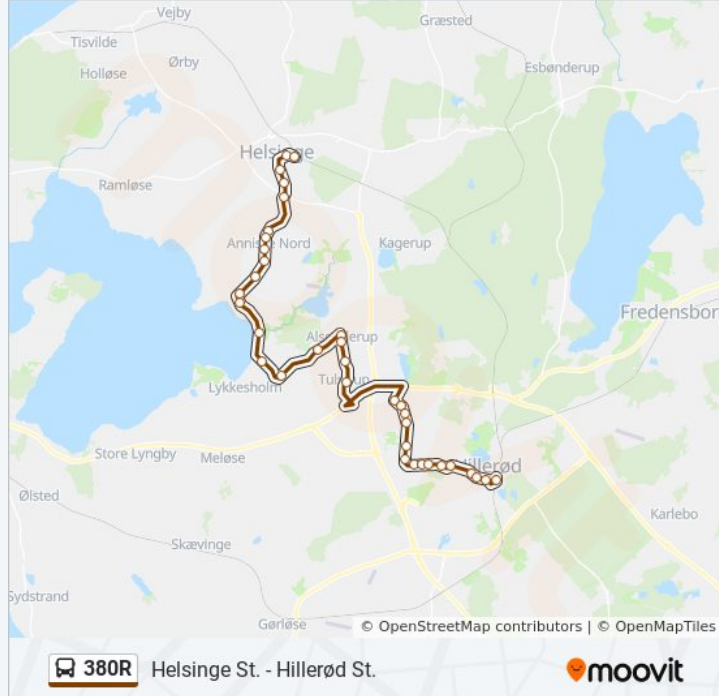 Vejby
Græsted
Tisvilde
Ørby
Holløse
Esbønderup
Helsinge
Ramløse
Annisse Nord
Kagerup
Fredensbor
Alsønderup
Tulstrup
Lykkesholm
Store Lyngby
Meløse
Hillerød
Ølsted
Karlebo
Skævinge
Sydstrand
Gørløse
© OpenStreetMap contributors | © OpenMapTiles
380R Helsinge St. - Hillerød St.
moovit